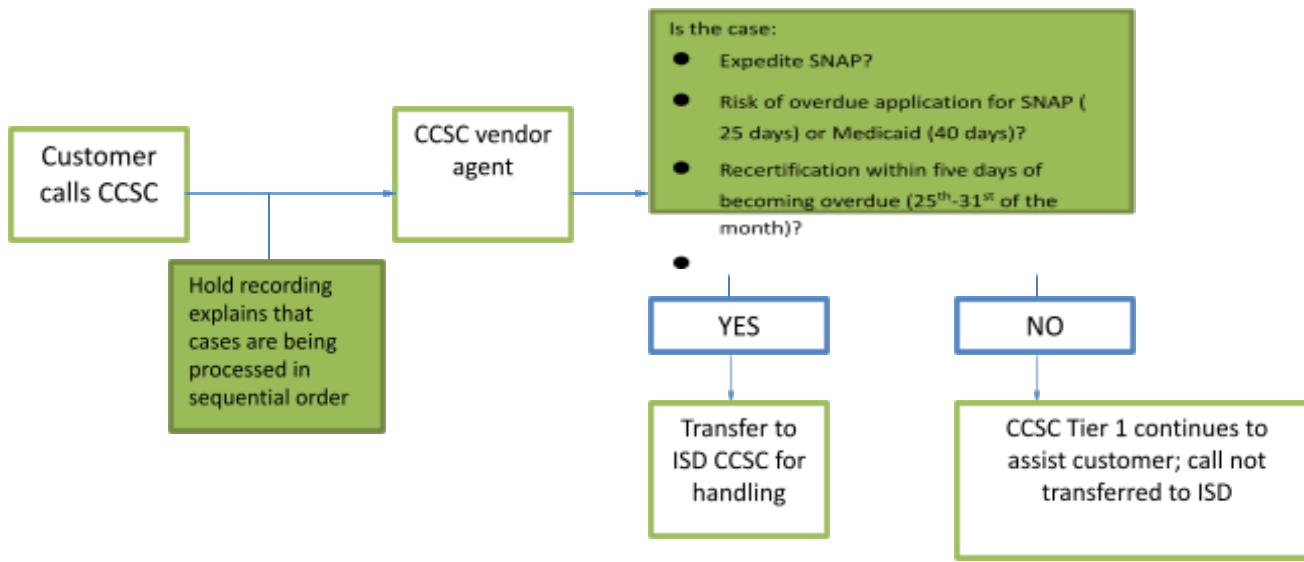 Customer
calls CCSC
Hold recording
explains that
cases are being
processed in
sequential order
CCSC vendor
agent
Is the case:
● Expedite SNAP?
● Risk of overdue application for SNAP (
25 days) or Medicaid (40 days)?
● Recertification within five days of
becoming overdue (25th-31st of the
month)?
●
YES
NO
Transfer to
ISD CCSC for
handling
CCSC Tier 1 continues to
assist customer; call not
transferred to ISD